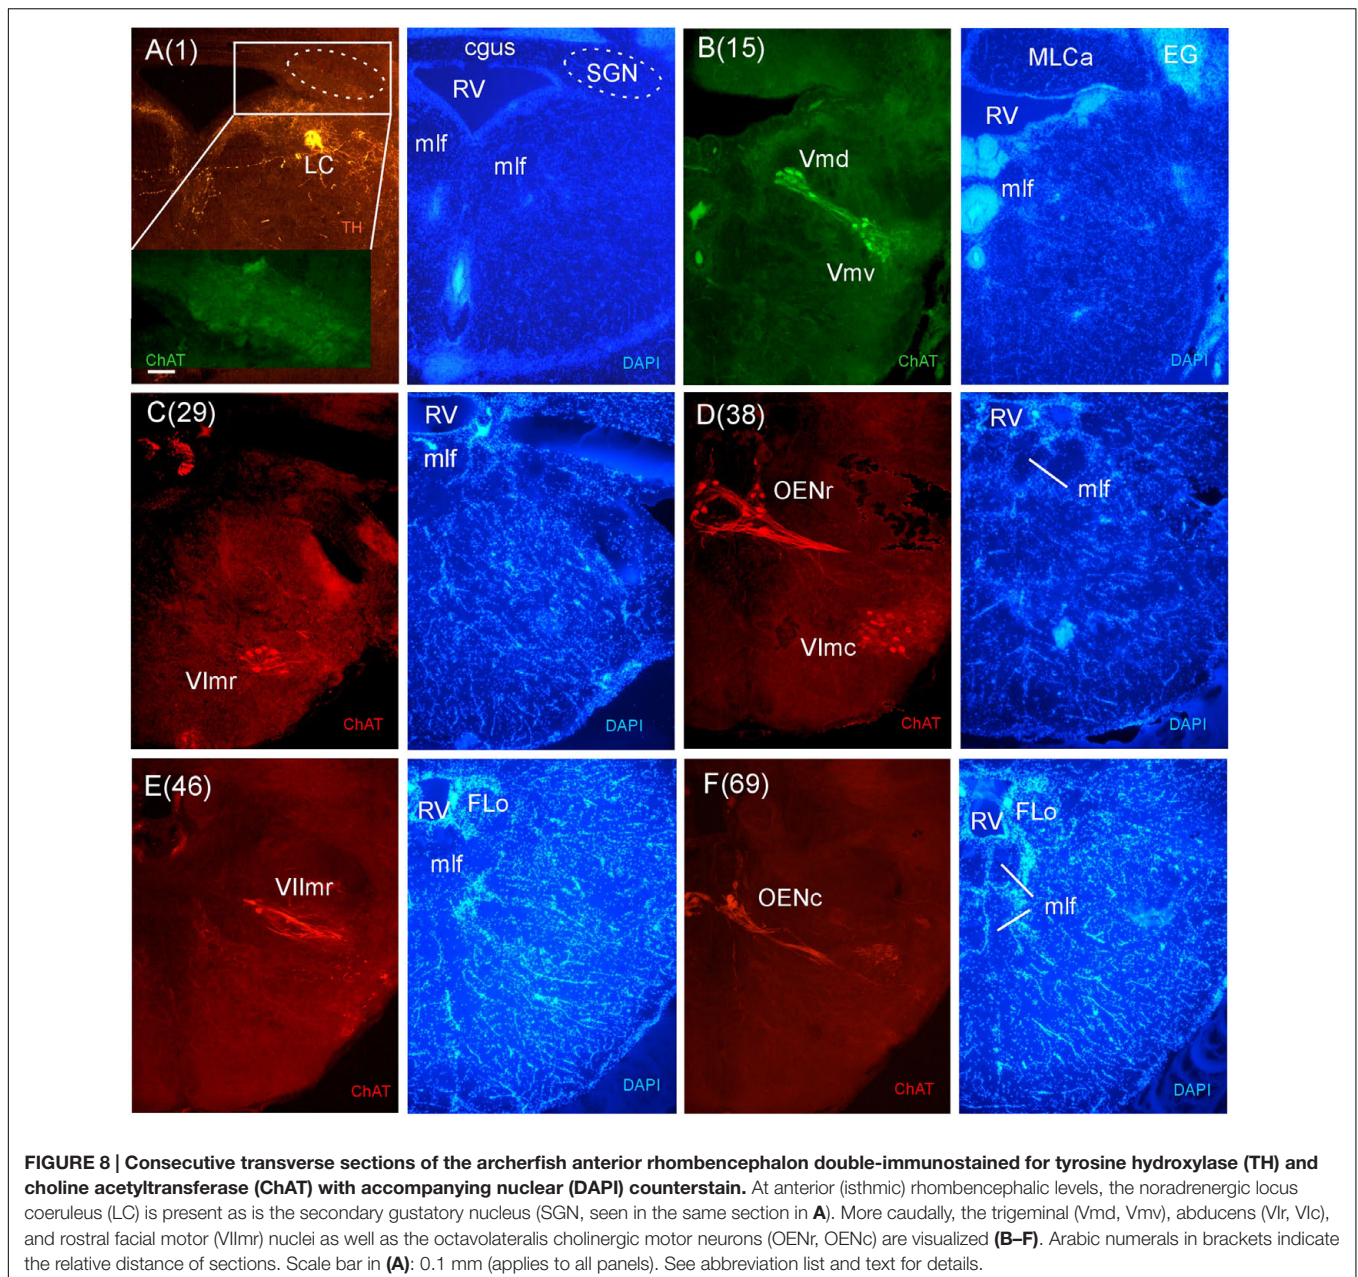 A(1)
LC
TH
ChAT
cgus
SGN
RV
mlf
mlf
DAPI
B(15)
Vmd
Vmv
ChAT
MLCa
EG
RV
mlf
DAPI
C(29)
VImr
ChAT
RV
mlf
DAPI
D(38)
OENr
VImc
ChAT
RV
mlf
DAPI
E(46)
VIImr
ChAT
RV
FLo
mlf
DAPI
F(69)
OENc
ChAT
RV
FLo
mlf
DAPI
FIGURE 8 | Consecutive transverse sections of the archerfish anterior rhombencephalon double-immunostained for tyrosine hydroxylase (TH) and
choline acetyltransferase (ChAT) with accompanying nuclear (DAPI) counterstain. At anterior (isthmic) rhombencephalic levels, the noradrenergic locus
coeruleus (LC) is present as is the secondary gustatory nucleus (SGN, seen in the same section in A). More caudally, the trigeminal (Vmd, Vmv), abducens (VIr, VIc),
and rostral facial motor (VIImr) nuclei as well as the octavolateralis cholinergic motor neurons (OENr, OENc) are visualized (B–F). Arabic numerals in brackets indicate
the relative distance of sections. Scale bar in (A): 0.1 mm (applies to all panels). See abbreviation list and text for details.